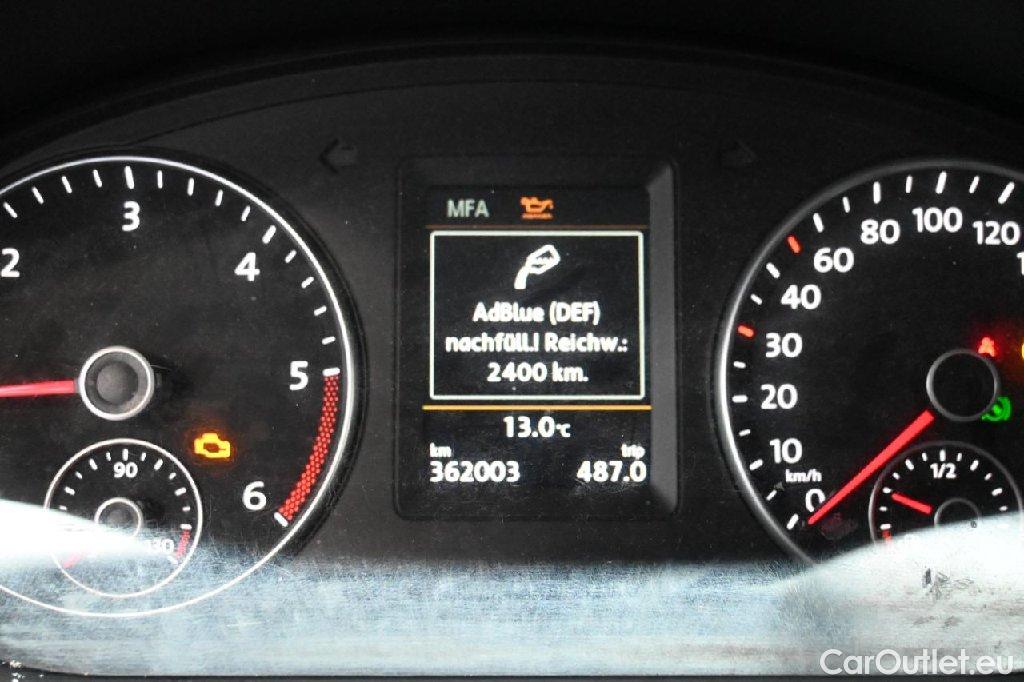 MFA
AdBlue (DEF)
nachfüll.! Reichw.:
2400 km.
13.0°C
km trip
362003 487.0
2
3
4
5
6
90
0
10
20
30
40
60
80
100
120
km/h
1/2
CarOutlet.eu